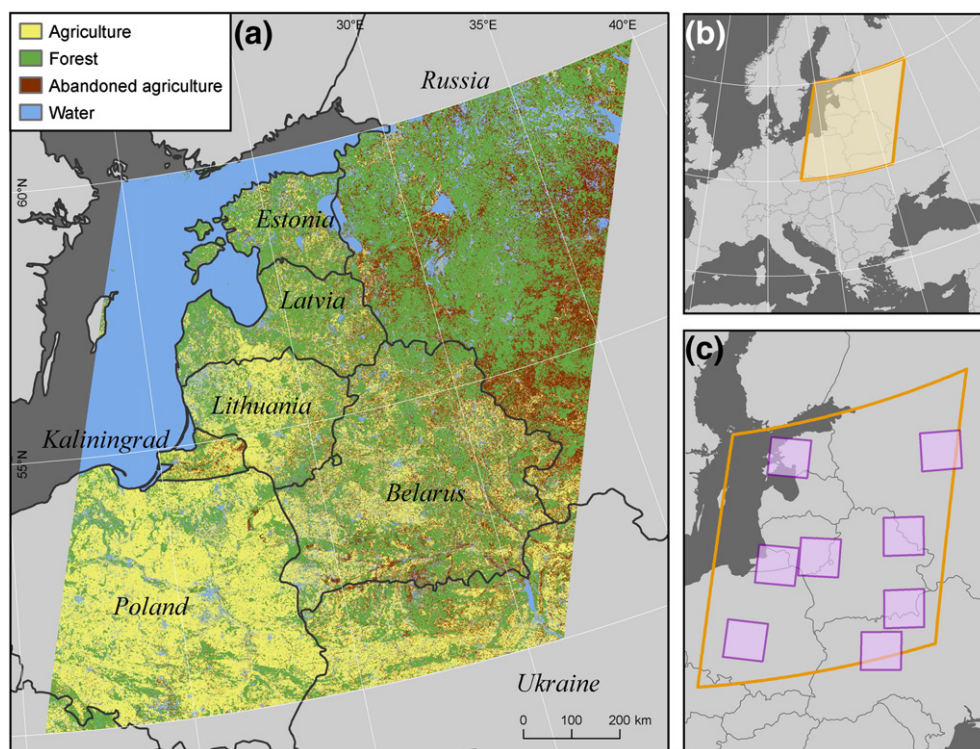 Agriculture
Forest
Abandoned agriculture
Water
(a)
30°E
35°E
40°E
60°N
55°N
Russia
Estonia
Latvia
Lithuania
Kaliningrad
Belarus
Poland
Ukraine
0 100 200 km
(b)
(c)